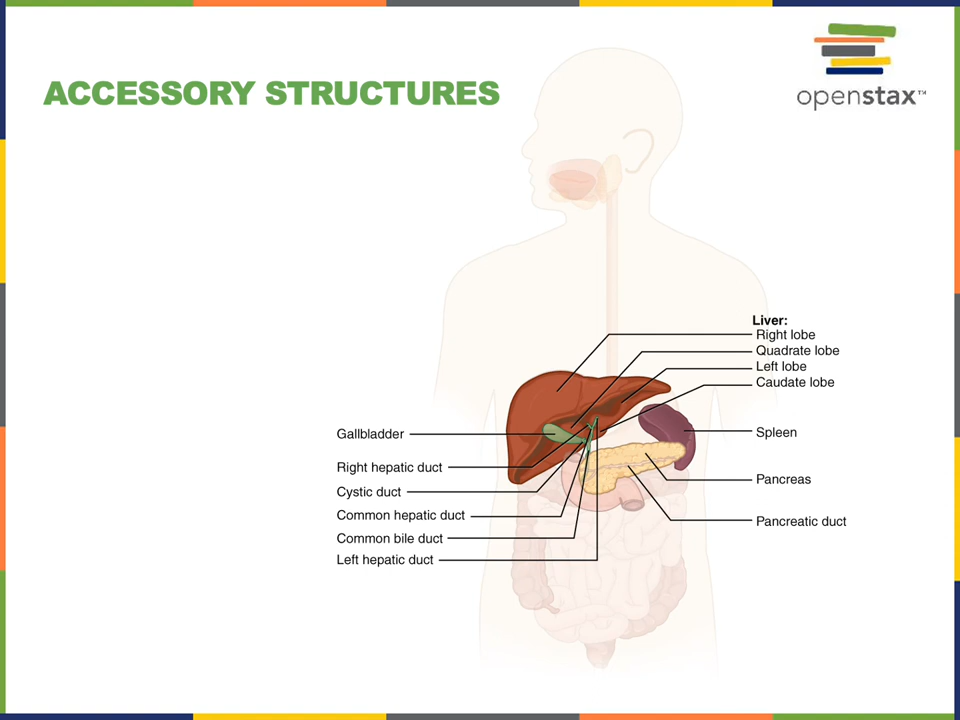 ACCESSORY STRUCTURES
openstax™
Liver:
Right lobe
Quadrate lobe
Left lobe
Caudate lobe
Gallbladder
Spleen
Right hepatic duct
Pancreas
Cystic duct
Common hepatic duct
Pancreatic duct
Common bile duct
Left hepatic duct